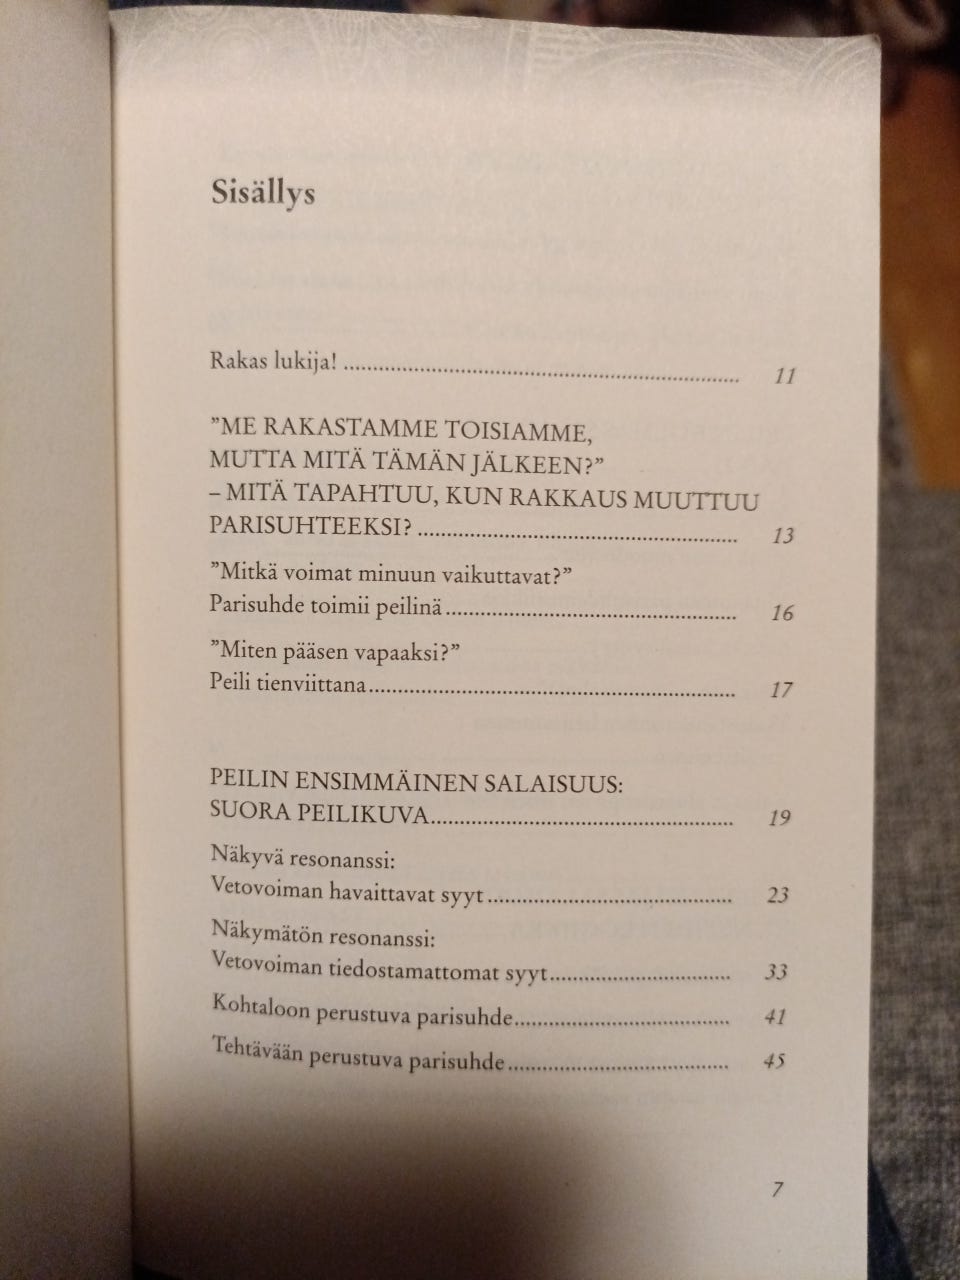 Sisällys
Rakas lukija! ........................ 11
”ME RAKASTAMME TOISIAMME,
MUTTA MITÄ TÄMÄN JÄLKEEN?”
– MITÄ TAPAHTUU, KUN RAKKAUS MUUTTUU
PARISUHTEEKSI? ........................ 13
”Mitkä voimat minuun vaikuttavat?”
Parisuhde toimii peilinä ........................ 16
”Miten pääsen vapaaksi?”
Peili tienviittana ........................ 17
PEILIN ENSIMMÄINEN SALAISUUS:
SUORA PEILIKUVA ........................ 19
Näkyvä resonanssi:
Vetovoiman havaittavat syyt ........................ 23
Näkymätön resonanssi:
Vetovoiman tiedostamattomat syyt ........................ 33
Kohtaloon perustuva parisuhde ........................ 41
Tehtävään perustuva parisuhde ........................ 45
7